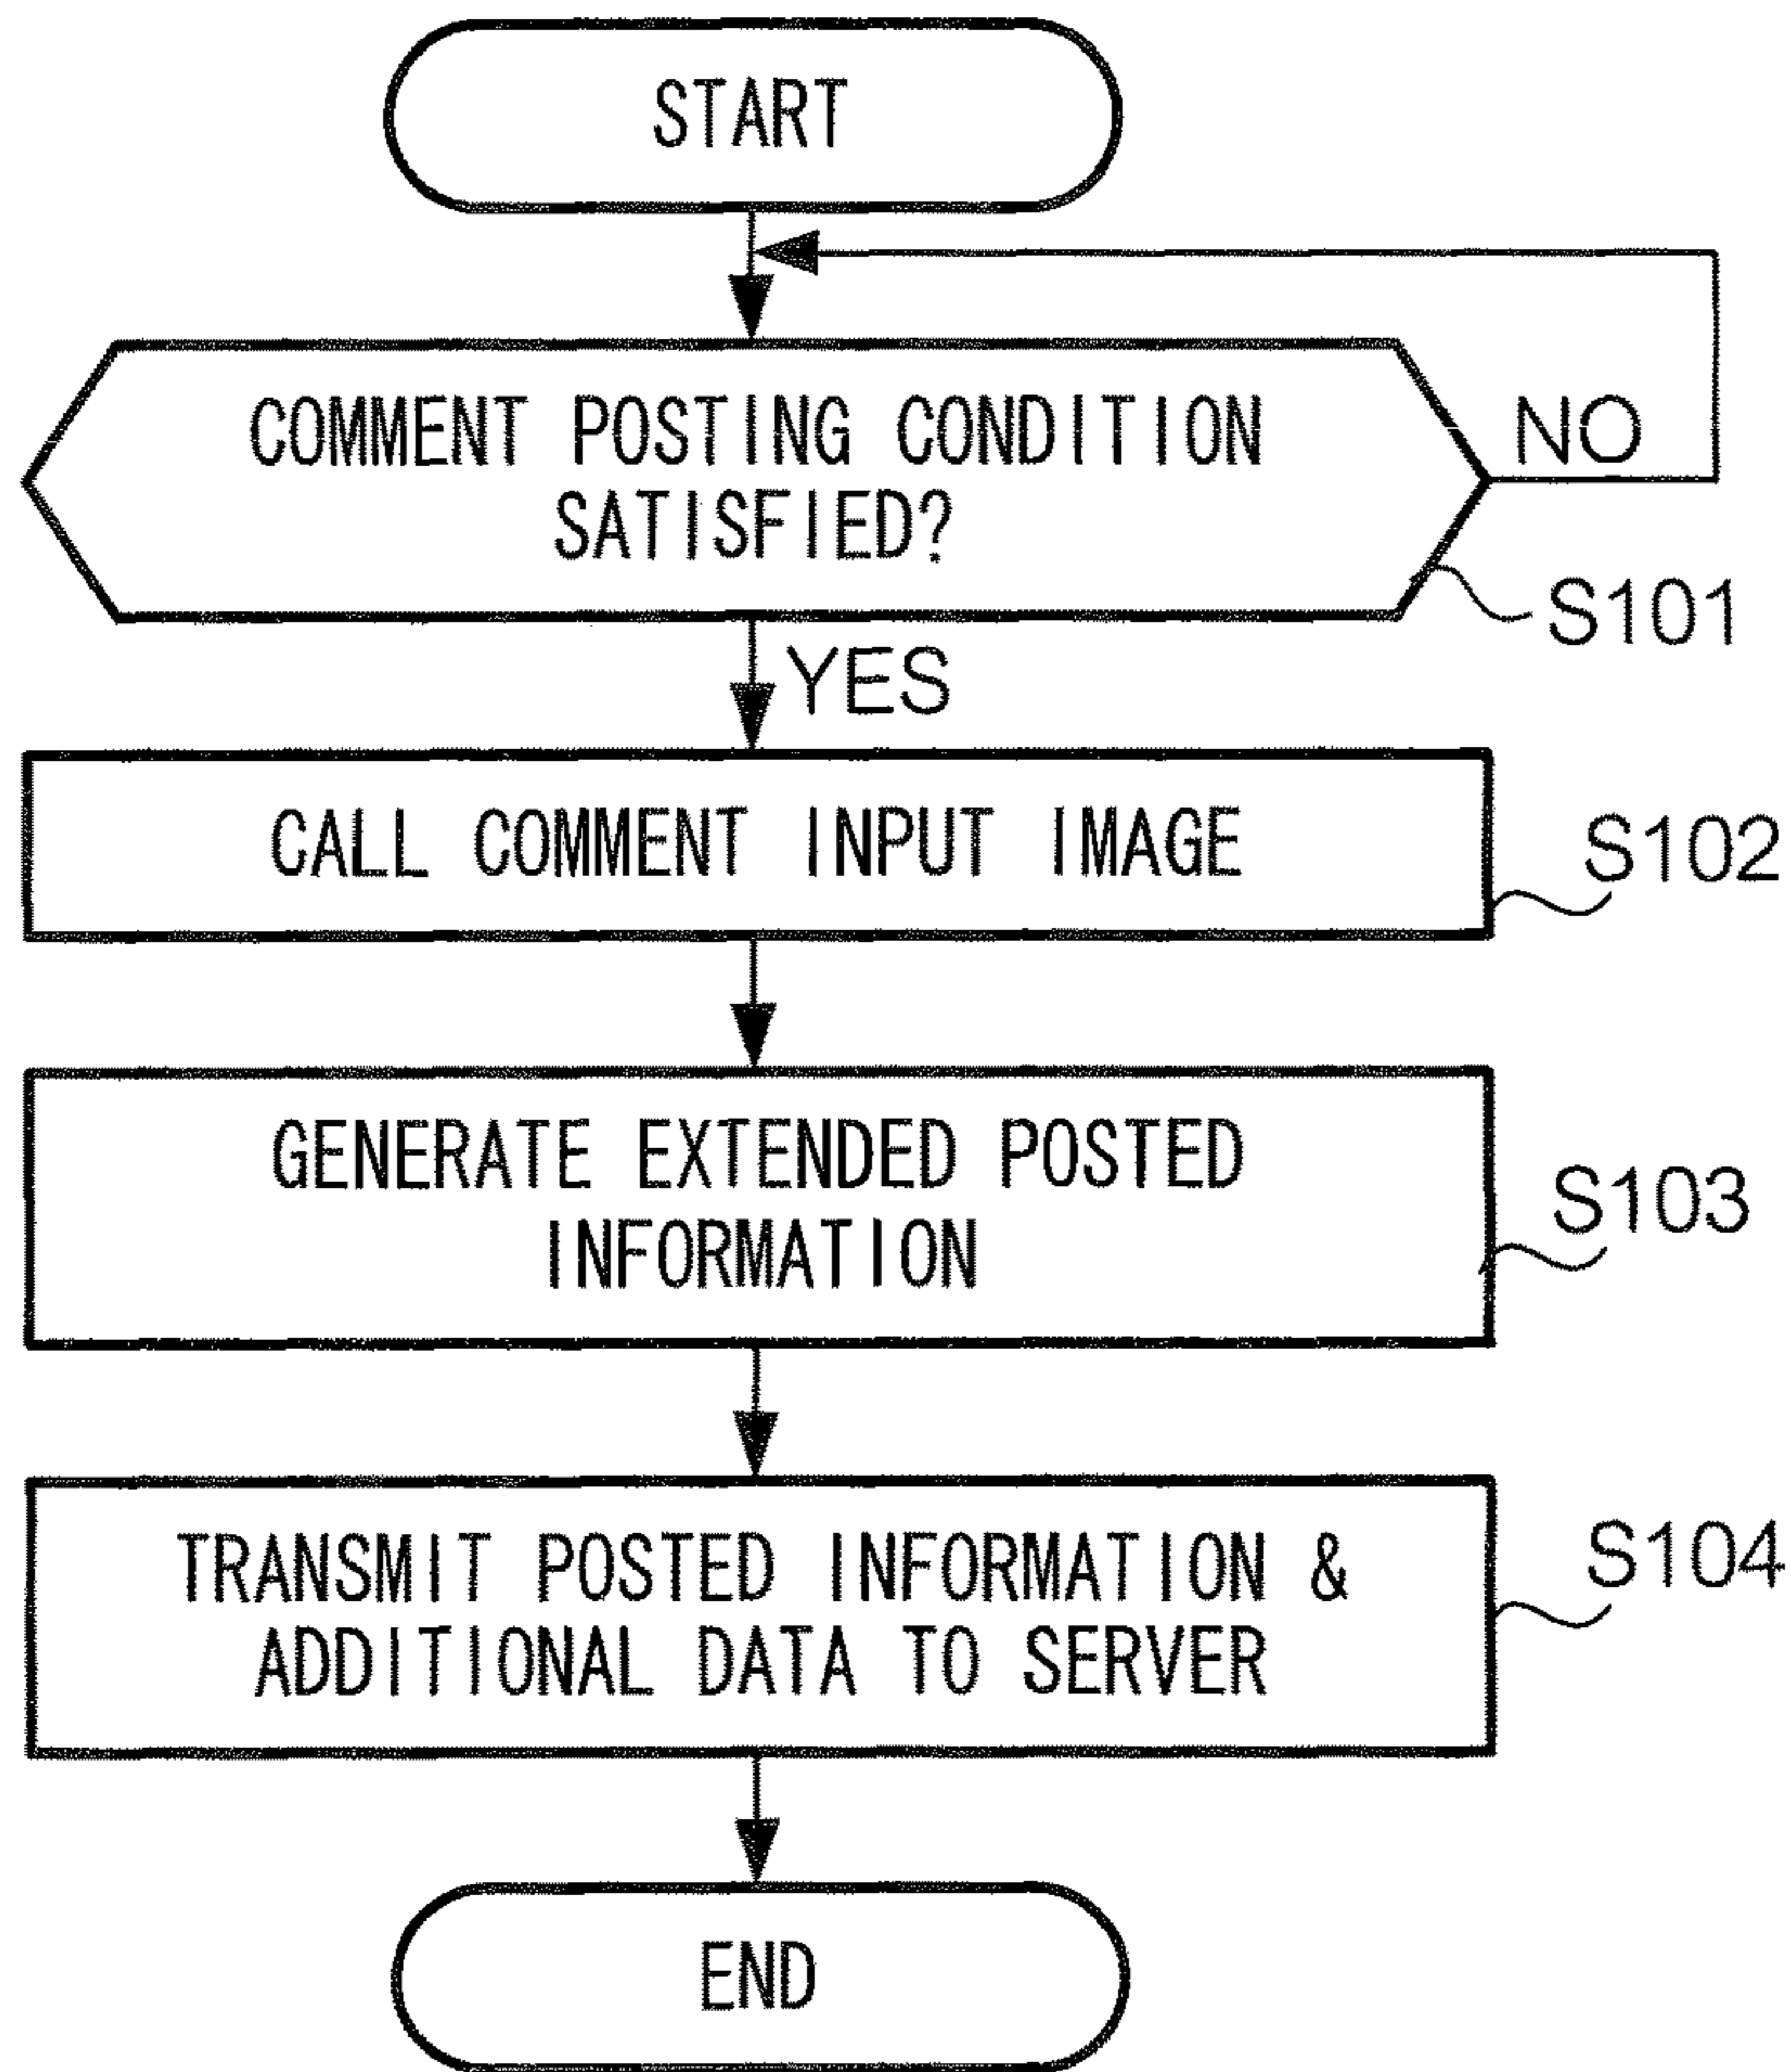 START
COMMENT POSTING CONDITION
SATISFIED?
NO
S101
YES
CALL COMMENT INPUT IMAGE
S102
GENERATE EXTENDED POSTED
INFORMATION
S103
TRANSMIT POSTED INFORMATION &
ADDITIONAL DATA TO SERVER
S104
END